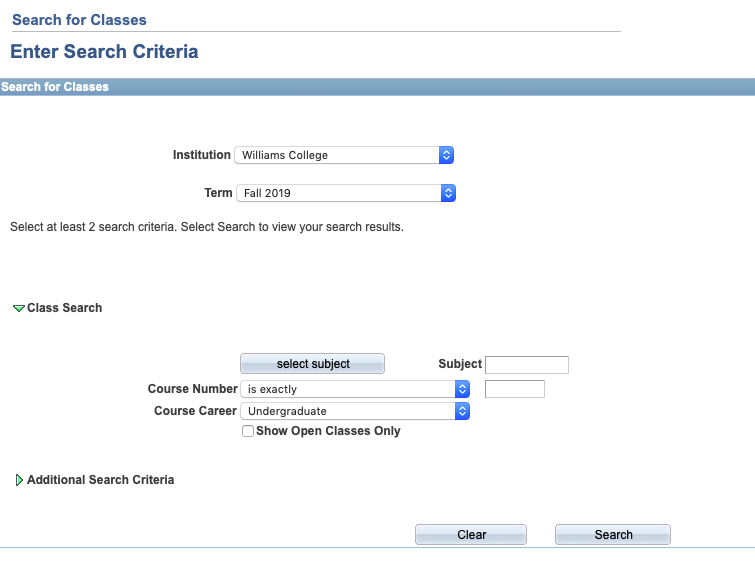 Search for Classes
Enter Search Criteria
Search for Classes
Institution Williams College
Term Fall 2019
Select at least 2 search criteria. Select Search to view your search results.
Class Search
select subject Subject
Course Number is exactly
Course Career Undergraduate
Show Open Classes Only
Additional Search Criteria
Clear Search